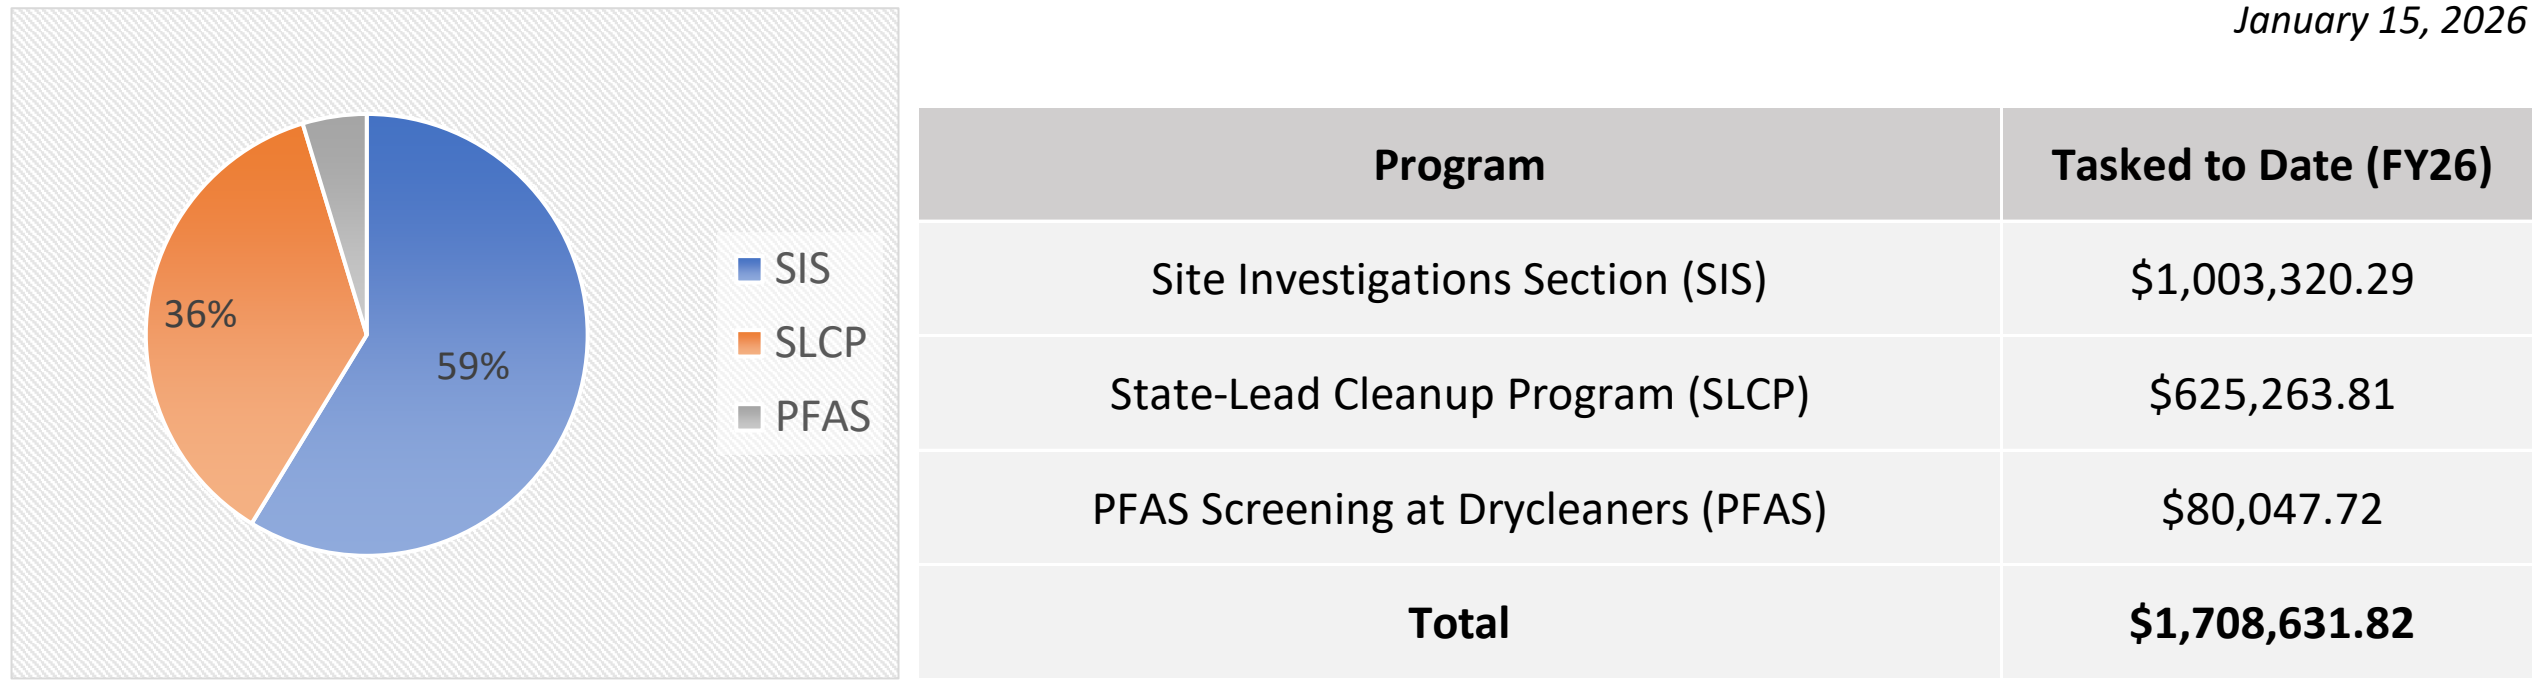 January 15, 2026
36%
59%
SIS
SLCP
PFAS
Program Tasked to Date (FY26)
Site Investigations Section (SIS) $1,003,320.29
State-Lead Cleanup Program (SLCP) $625,263.81
PFAS Screening at Drycleaners (PFAS) $80,047.72
Total $1,708,631.82